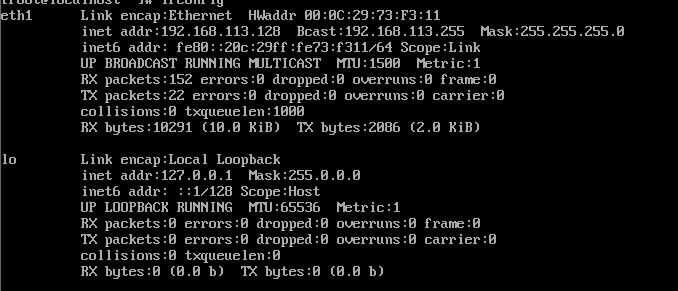 [root@localhost ~]# ifconfig
eth1 Link encap:Ethernet HWaddr 00:0C:29:73:F3:11
inet addr:192.168.113.128 Bcast:192.168.113.255 Mask:255.255.255.0
inet6 addr: fe80::20c:29ff:fe73:f311/64 Scope:Link
UP BROADCAST RUNNING MULTICAST MTU:1500 Metric:1
RX packets:152 errors:0 dropped:0 overruns:0 frame:0
TX packets:22 errors:0 dropped:0 overruns:0 carrier:0
collisions:0 txqueuelen:1000
RX bytes:10291 (10.0 KiB) TX bytes:2086 (2.0 KiB)
lo Link encap:Local Loopback
inet addr:127.0.0.1 Mask:255.0.0.0
inet6 addr: ::1/128 Scope:Host
UP LOOPBACK RUNNING MTU:65536 Metric:1
RX packets:0 errors:0 dropped:0 overruns:0 frame:0
TX packets:0 errors:0 dropped:0 overruns:0 carrier:0
collisions:0 txqueuelen:0
RX bytes:0 (0.0 b) TX bytes:0 (0.0 b)